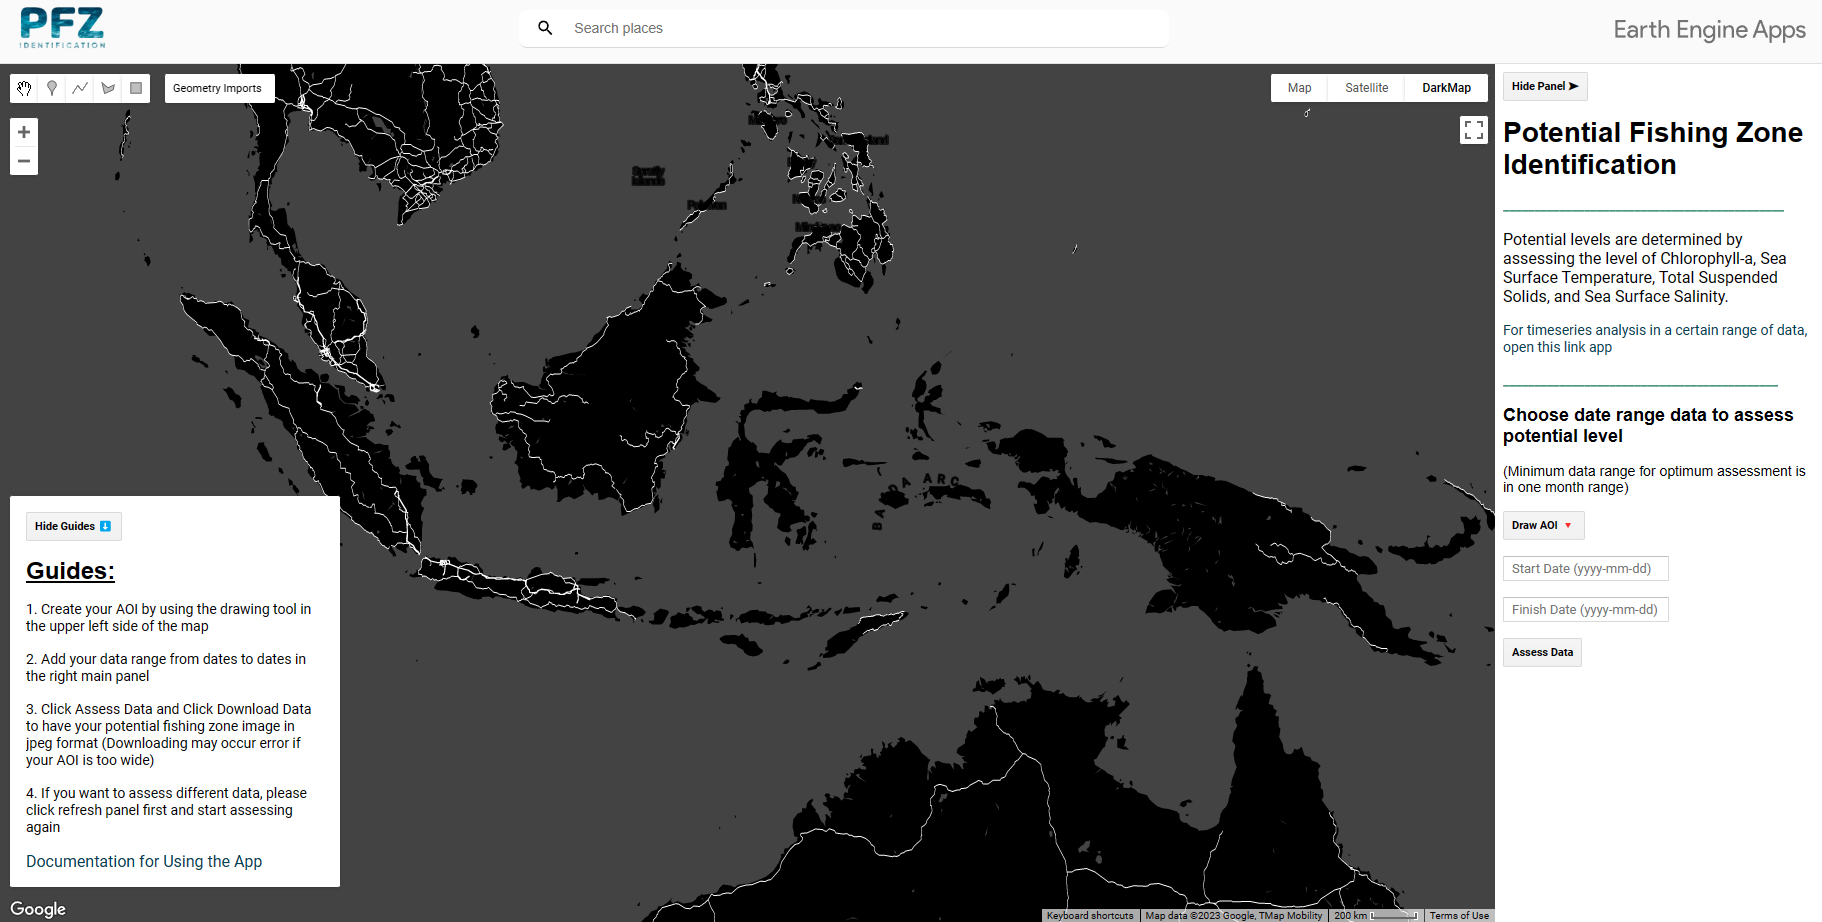 PFZ
IDENTIFICATION
Search places
Earth Engine Apps
Geometry Imports
Map
Satellite
DarkMap
Hide Panel ➤
Potential Fishing Zone
Identification
Potential levels are determined by
assessing the level of Chlorophyll-a, Sea
Surface Temperature, Total Suspended
Solids, and Sea Surface Salinity.
For timeseries analysis in a certain range of data,
open this link app
Choose date range data to assess
potential level
(Minimum data range for optimum assessment is
in one month range)
Draw AOI
Start Date (yyyy-mm-dd)
Finish Date (yyyy-mm-dd)
Assess Data
Hide Guides
Guides:
1. Create your AOI by using the drawing tool in
the upper left side of the map
2. Add your data range from dates to dates in
the right main panel
3. Click Assess Data and Click Download Data
to have your potential fishing zone image in
jpeg format (Downloading may occur error if
your AOI is too wide)
4. If you want to assess different data, please
click refresh panel first and start assessing
again
Documentation for Using the App
Google
Keyboard shortcuts
Map data ©2023 Google, TMap Mobility
200 km
Terms of Use